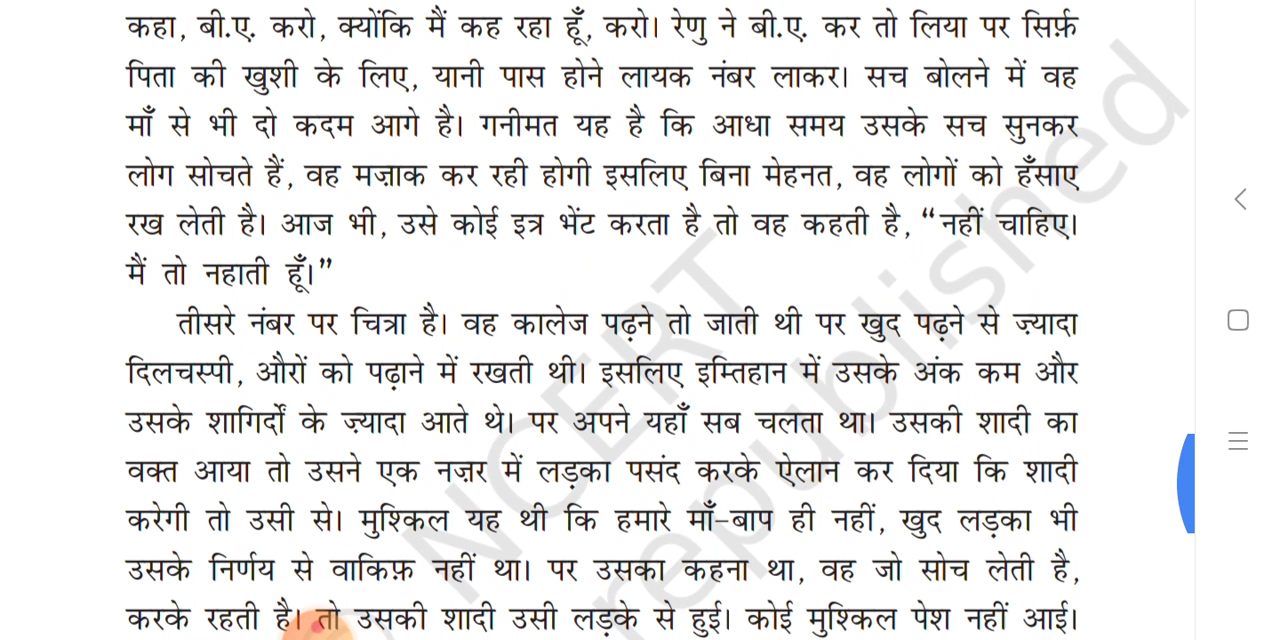 कहा, बी.ए. करो, क्योंकि मैं कह रहा हूँ, करो। रेणु ने बी.ए. कर तो लिया पर सिर्फ़
पिता की खुशी के लिए, यानी पास होने लायक नंबर लाकर। सच बोलने में वह
माँ से भी दो कदम आगे है। गनीमत यह है कि आधा समय उसके सच सुनकर
लोग सोचते हैं, वह मज़ाक कर रही होगी इसलिए बिना मेहनत, वह लोगों को हँसाए
रख लेती है। आज भी, उसे कोई इत्र भेंट करता है तो वह कहती है, “नहीं चाहिए।
मैं तो नहाती हूँ।”
तीसरे नंबर पर चित्रा है। वह कालेज पढ़ने तो जाती थी पर खुद पढ़ने से ज़्यादा
दिलचस्पी, औरों को पढ़ाने में रखती थी। इसलिए इम्तिहान में उसके अंक कम और
उसके शागिर्दों के ज़्यादा आते थे। पर अपने यहाँ सब चलता था। उसकी शादी का
वक्त आया तो उसने एक नज़र में लड़का पसंद करके ऐलान कर दिया कि शादी
करेगी तो उसी से। मुश्किल यह थी कि हमारे माँ-बाप ही नहीं, खुद लड़का भी
उसके निर्णय से वाकिफ़ नहीं था। पर उसका कहना था, वह जो सोच लेती है,
करके रहती है। तो उसकी शादी उसी लड़के से हुई। कोई मुश्किल पेश नहीं आई।
NCERT
republished